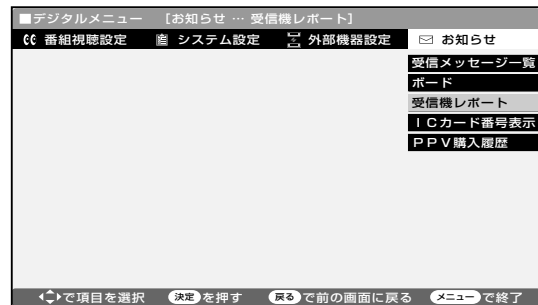 ■デジタルメニュー ［お知らせ … 受信機レポート］
番組視聴設定 システム設定 外部機器設定 お知らせ
受信メッセージ一覧
ボード
受信機レポート
ＩＣカード番号表示
ＰＰＶ購入履歴
で項目を選択 決定を押す 戻るで前の画面に戻る メニューで終了